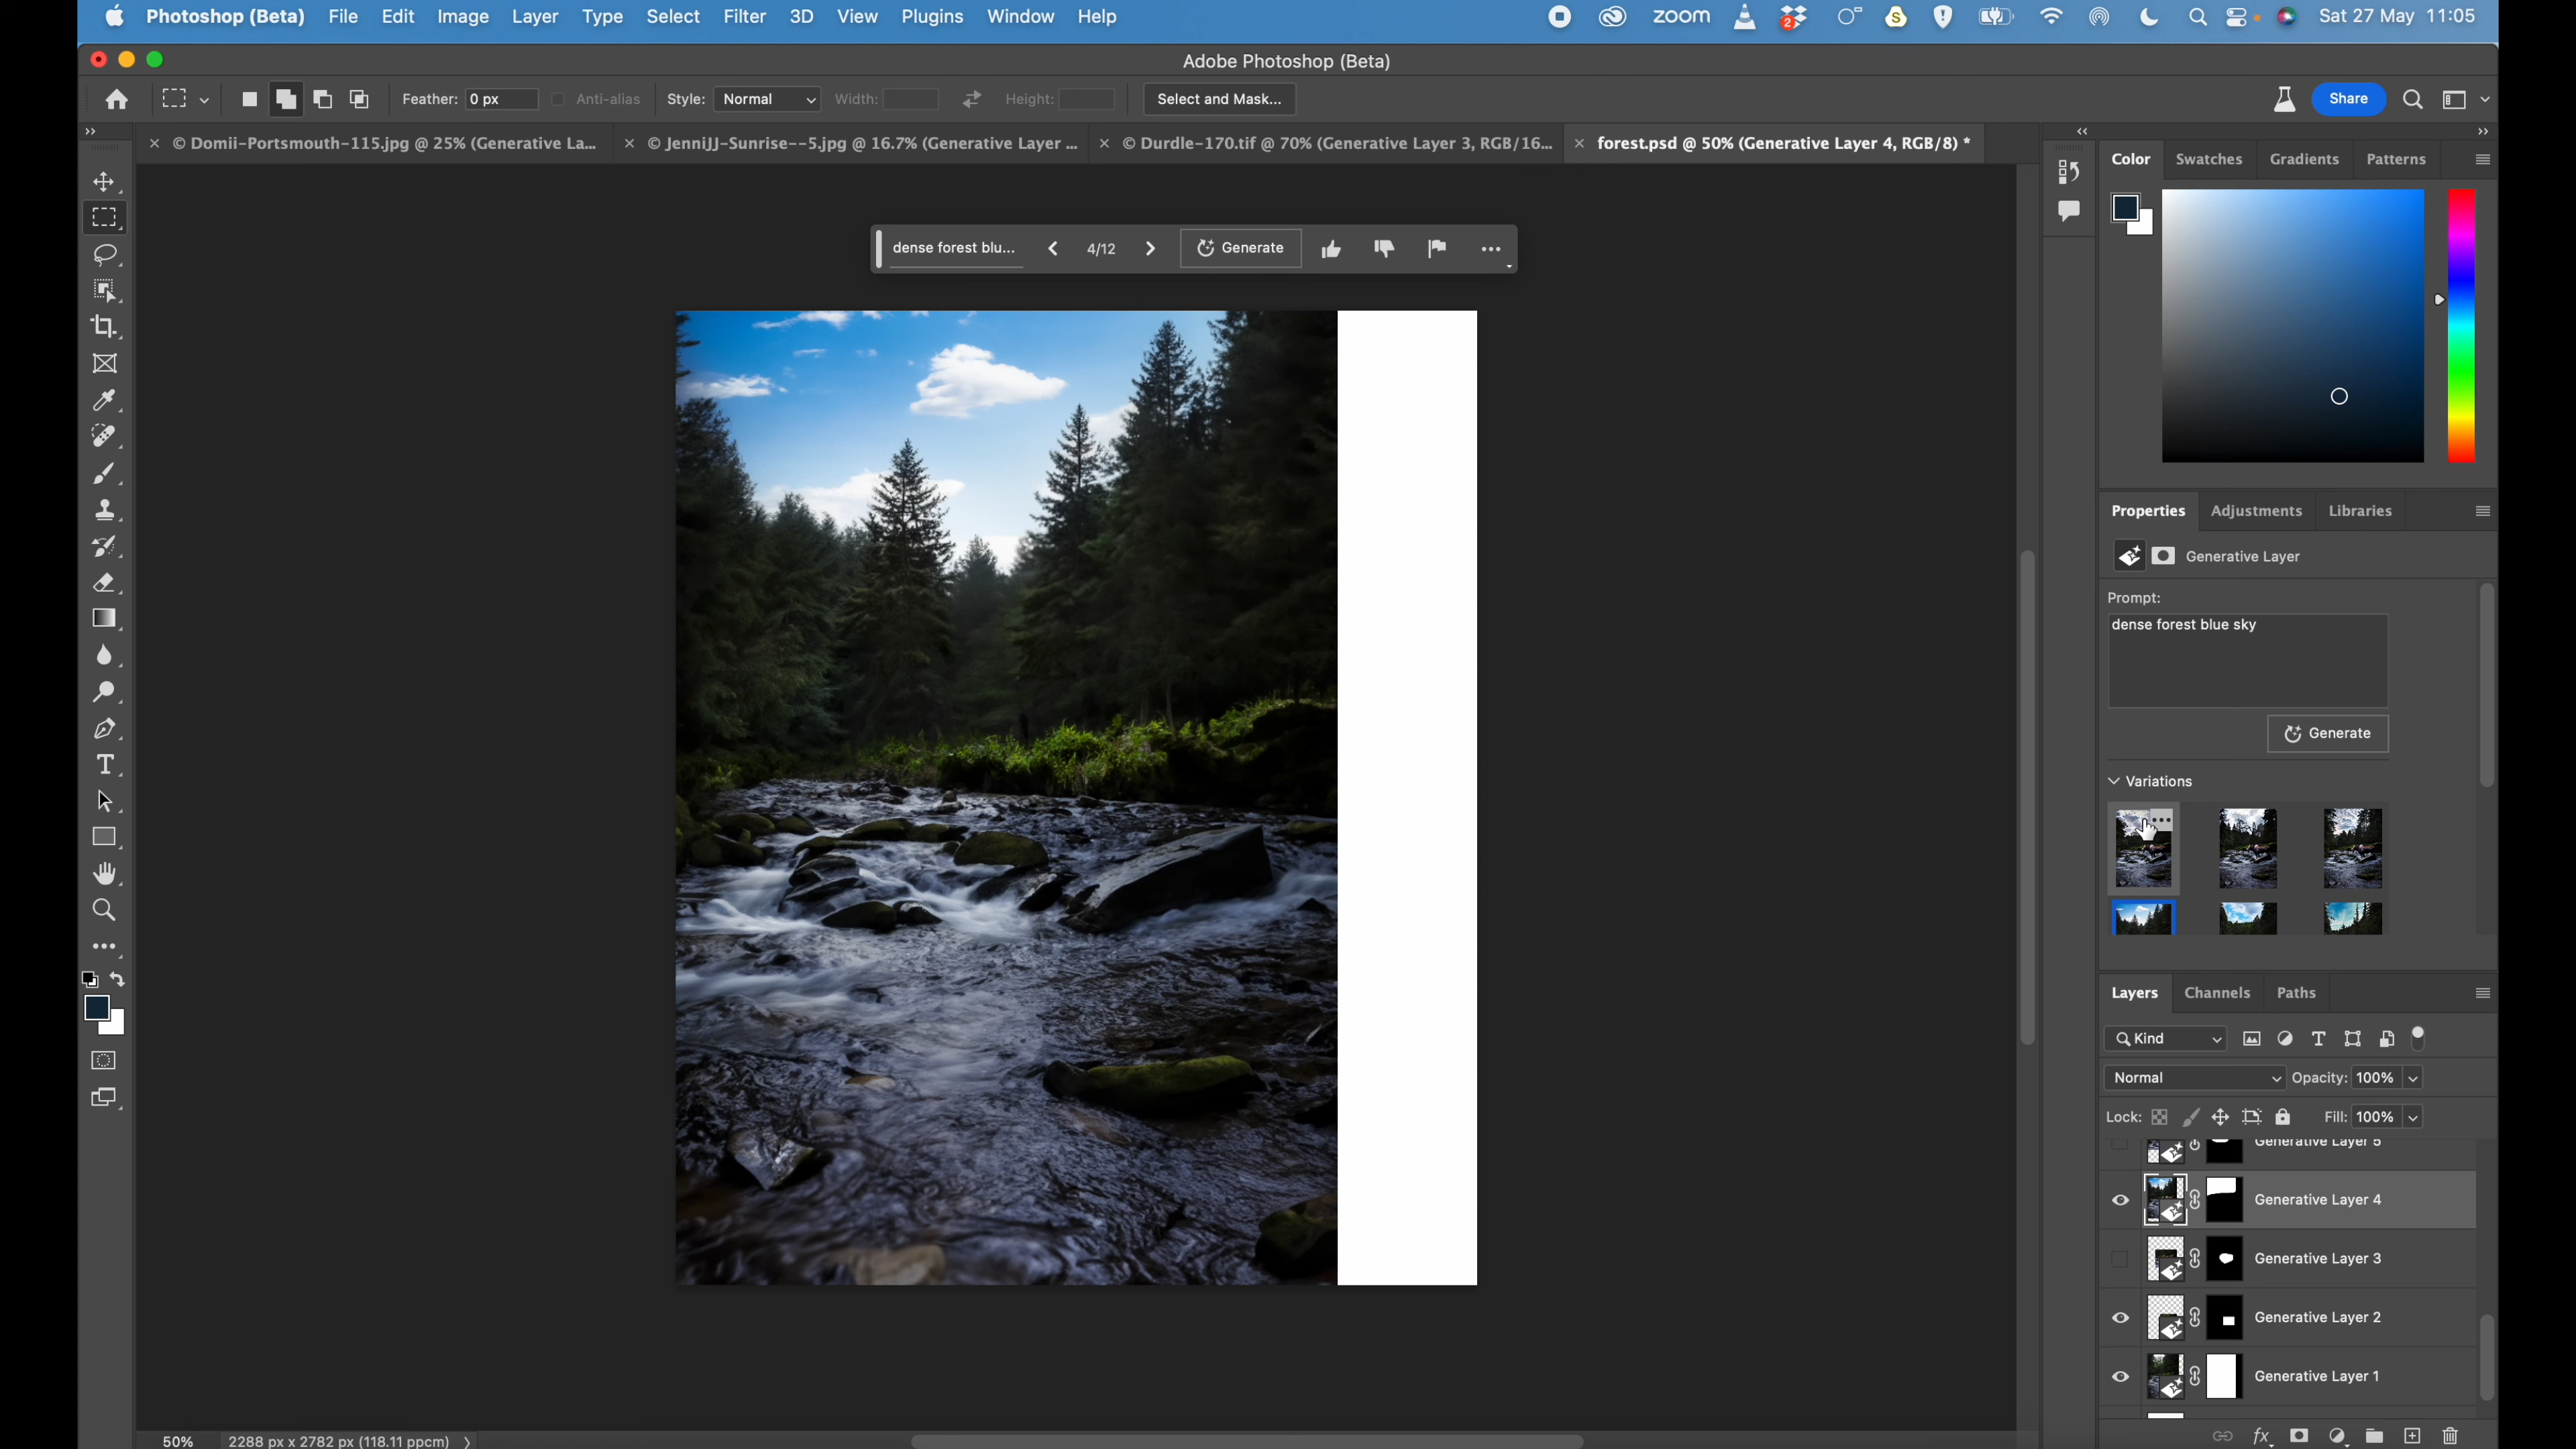 Photoshop (Beta) File Edit Image Layer Type Select Filter 3D View Plugins Window Help zoom 2 S Sat 27 May 11:05
Adobe Photoshop (Beta)
Feather: 0 px Anti-alias Style: Normal Width: Height: Select and Mask... Share
© Domii-Portsmouth-115.jpg @ 25% (Generative La... © JenniJJ-Sunrise--5.jpg @ 16.7% (Generative Layer ... © Durdle-170.tif @ 70% (Generative Layer 3, RGB/16... forest.psd @ 50% (Generative Layer 4, RGB/8) *
Color Swatches Gradients Patterns
dense forest blu... 4/12 Generate
Properties Adjustments Libraries
Generative Layer
Prompt:
dense forest blue sky
Generate
Variations
Layers Channels Paths
Kind
Normal Opacity: 100%
Lock: Fill: 100%
Generative Layer 5
Generative Layer 4
Generative Layer 3
Generative Layer 2
Generative Layer 1
50% 2288 px x 2782 px (118.11 ppcm)
fx